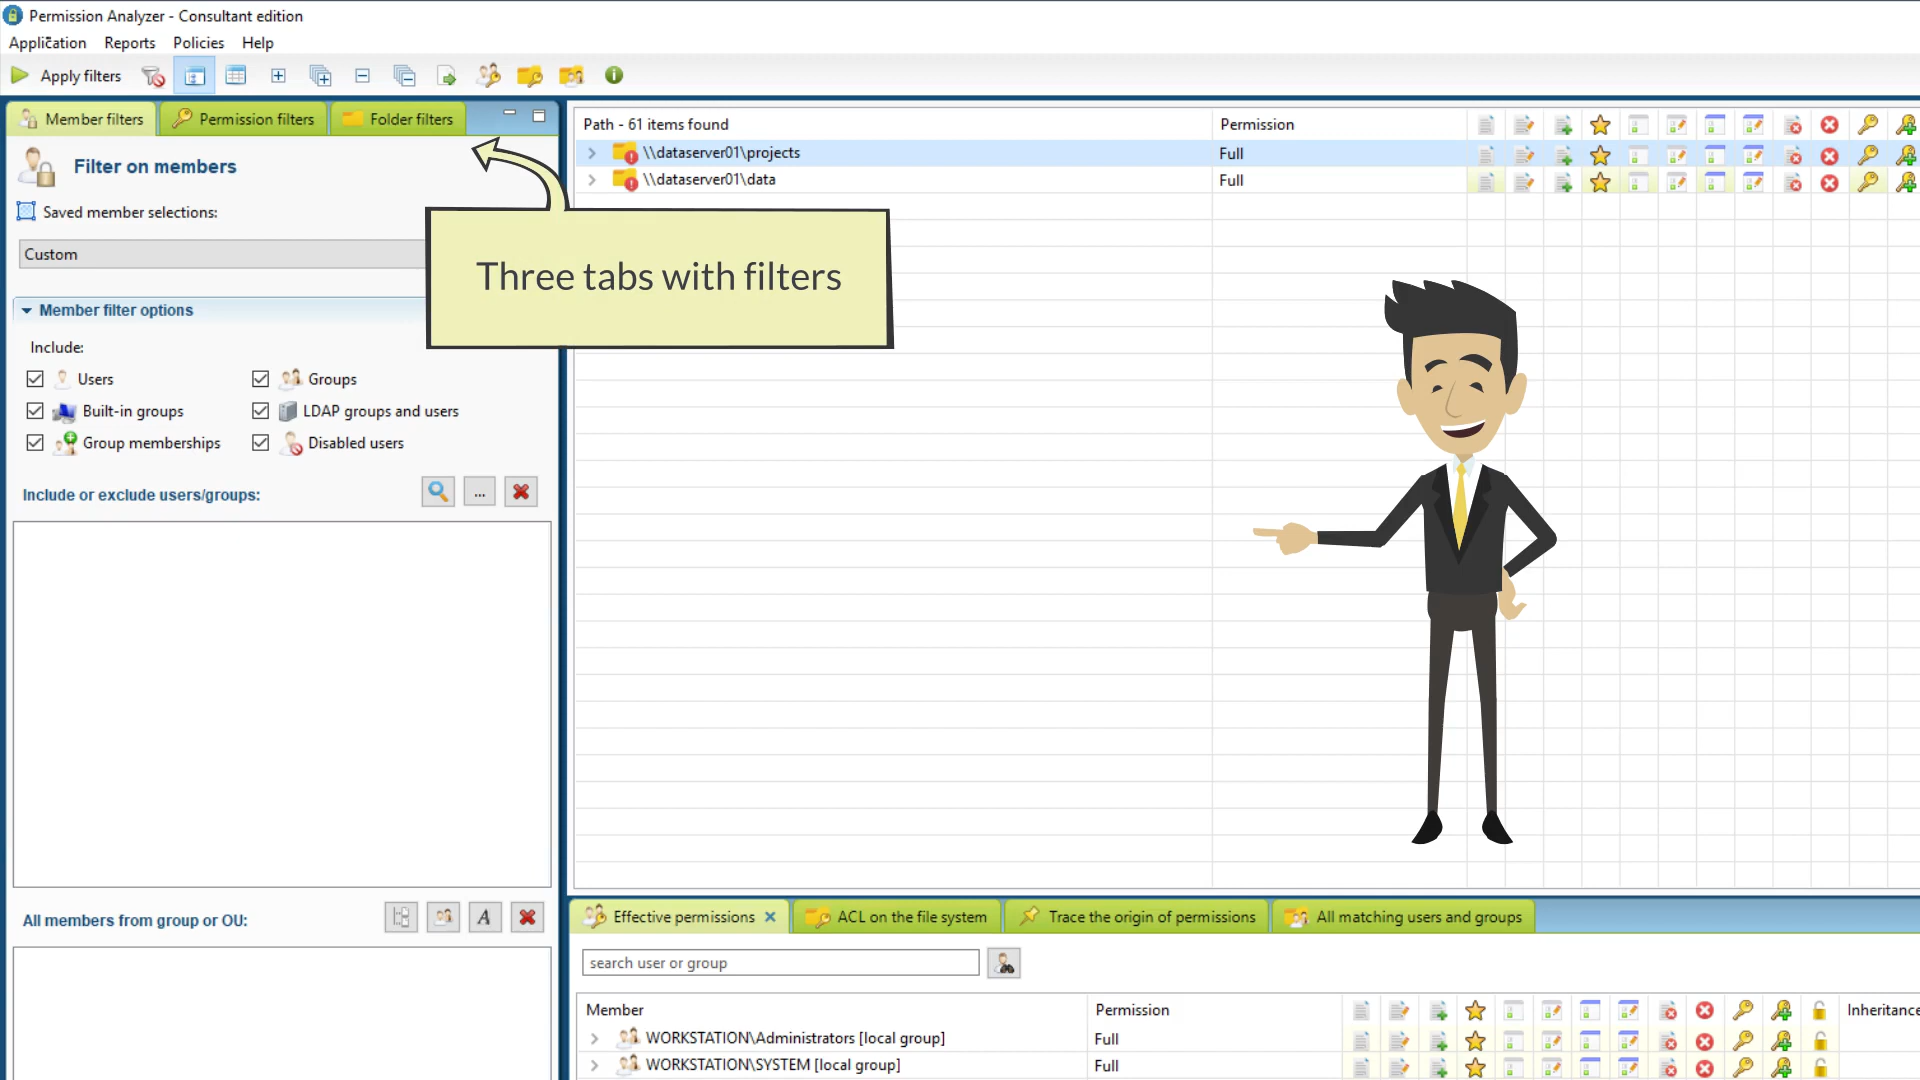 Permission Analyzer - Consultant edition
Application Reports Policies Help
Apply filters
Member filters Permission filters Folder filters
Filter on members
Saved member selections:
Custom
Member filter options
Include:
Users Groups
Built-in groups LDAP groups and users
Group memberships Disabled users
Include or exclude users/groups:
...
All members from group or OU:
A
Three tabs with filters
Path - 61 items found Permission
\\dataserver01\projects Full
\\dataserver01\data Full
Effective permissions ACL on the file system Trace the origin of permissions All matching users and groups
search user or group
Member Permission Inheritance
WORKSTATION\Administrators [local group] Full
WORKSTATION\SYSTEM [local group] Full